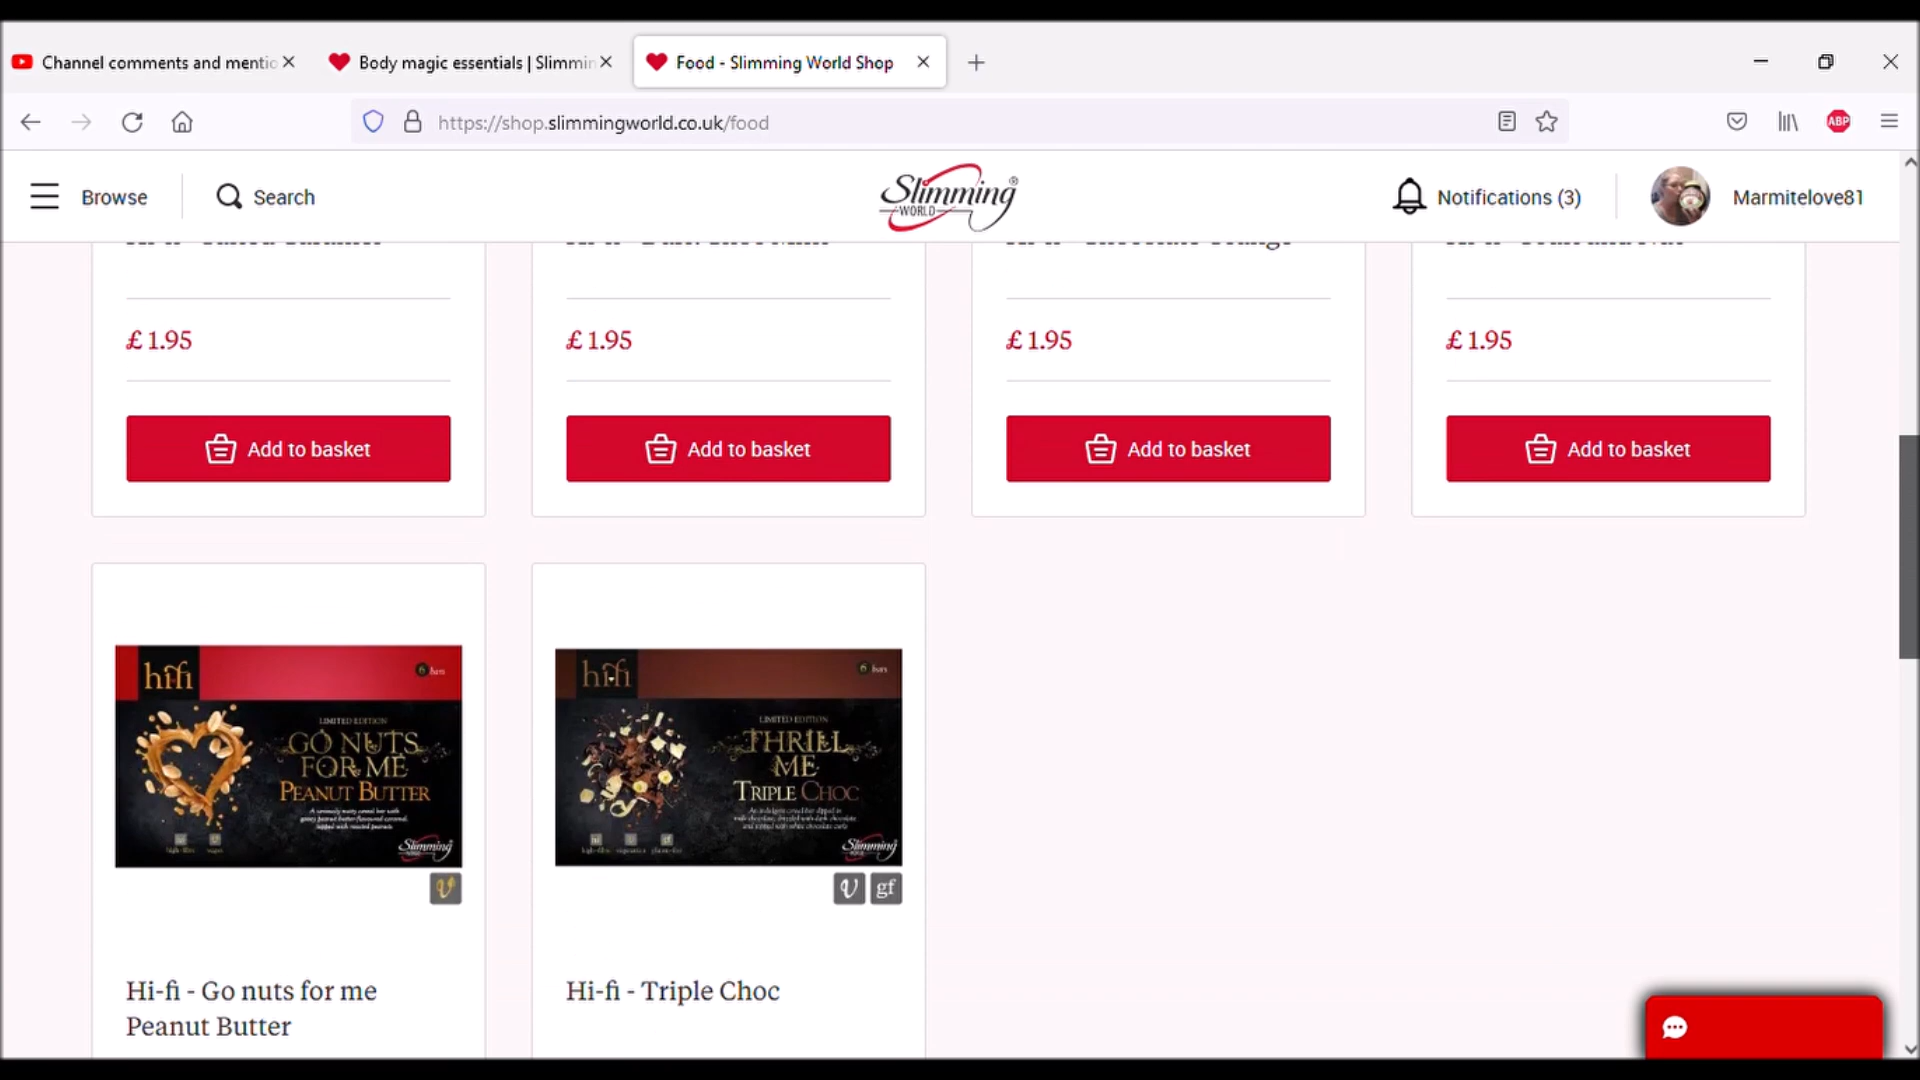 Channel comments and mentio
Body magic essentials | Slimmin
Food - Slimming World Shop
https://shop.slimmingworld.co.uk/food
ABP
Browse
Search
Slimming
WORLD
Notifications (3)
Marmitelove81
£ 1.95
£ 1.95
£ 1.95
£ 1.95
Add to basket
Add to basket
Add to basket
Add to basket
hifi
6 bars
LIMITED EDITION
GO NUTS
FOR ME
PEANUT BUTTER
Slimming
hifi
6 bars
LIMITED EDITION
THRILL
ME
TRIPLE CHOC
Slimming
V
V
gf
Hi-fi - Go nuts for me
Peanut Butter
Hi-fi - Triple Choc